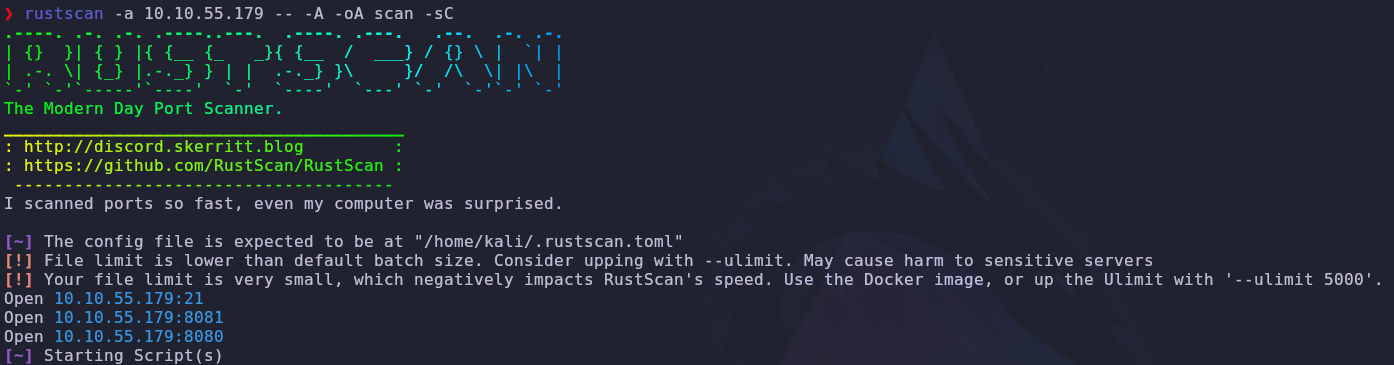 ❯ rustscan -a 10.10.55.179 -- -A -oA scan -sC
.----. .-. .-. .----..---.  .----. .---.   .--.  .-. .-.
| {}  }| { } |{ {__ {_   _}{ {__  /  ___} / {} \ |  `| |
| .-. \| {_} |.-._} } | |  .-._} }\     }/  /\  \| |\  |
`-' `-'`-----'`----'  `-'  `----'  `---' `-'  `-'`-' `-'
The Modern Day Port Scanner.
________________________________________
: http://discord.skerritt.blog         :
: https://github.com/RustScan/RustScan :
 --------------------------------------
I scanned ports so fast, even my computer was surprised.
[~] The config file is expected to be at "/home/kali/.rustscan.toml"
[!] File limit is lower than default batch size. Consider upping with --ulimit. May cause harm to sensitive servers
[!] Your file limit is very small, which negatively impacts RustScan's speed. Use the Docker image, or up the Ulimit with '--ulimit 5000'.
Open 10.10.55.179:21
Open 10.10.55.179:8081
Open 10.10.55.179:8080
[~] Starting Script(s)